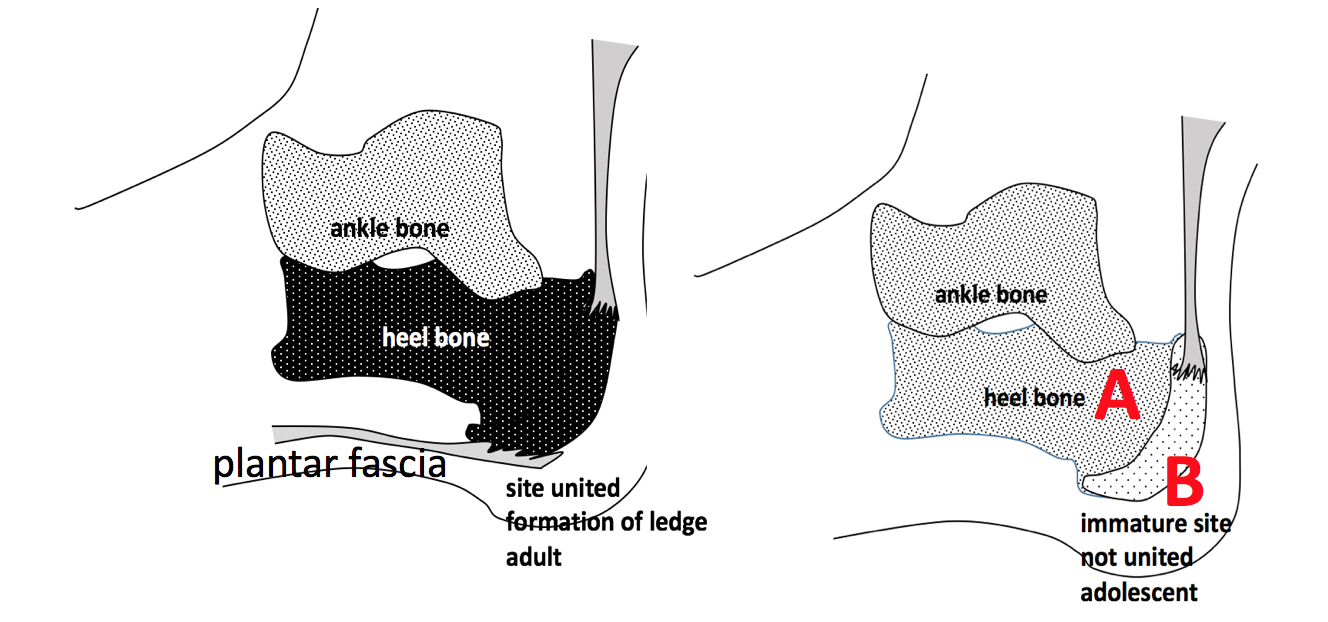 ankle bone
heel bone
plantar fascia
site united
formation of ledge
adult
ankle bone
heel bone A
B
immature site
not united
adolescent